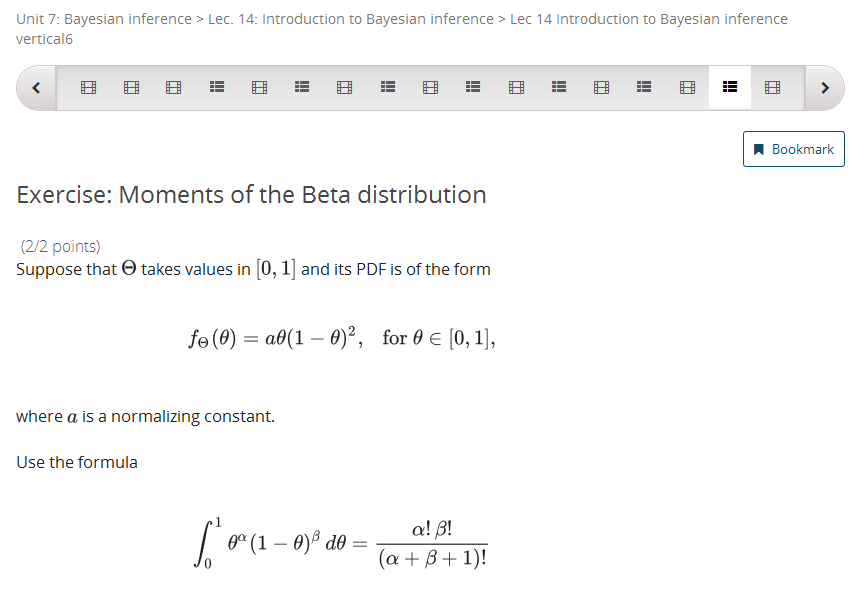 Unit 7: Bayesian inference > Lec. 14: Introduction to Bayesian inference > Lec 14 Introduction to Bayesian inference
vertical6
Bookmark
Exercise: Moments of the Beta distribution
(2/2 points)
Suppose that Θ takes values in [0, 1] and its PDF is of the form
f_Θ(θ) = aθ(1 − θ)², for θ ∈ [0, 1],
where a is a normalizing constant.
Use the formula
∫₀¹ θ^α (1 − θ)^β dθ = α! β! / (α + β + 1)!